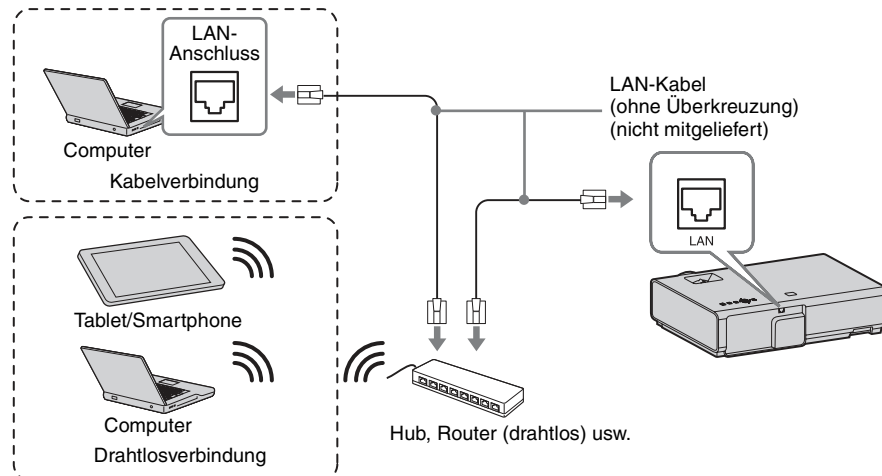 LAN-
Anschluss
Computer
Kabelverbindung
LAN-Kabel
(ohne Überkreuzung)
(nicht mitgeliefert)
LAN
Tablet/Smartphone
Computer
Drahtlosverbindung
Hub, Router (drahtlos) usw.